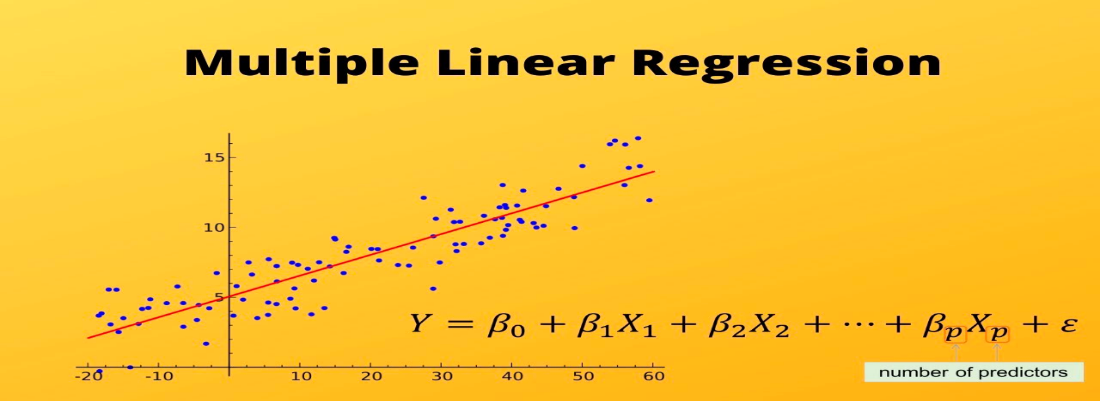 Multiple Linear Regression
15
10
5
Y = β₀ + β₁X₁ + β₂X₂ + ⋯ + βₚXₚ + ε
-20 -10 10 20 30 40 50 60
number of predictors